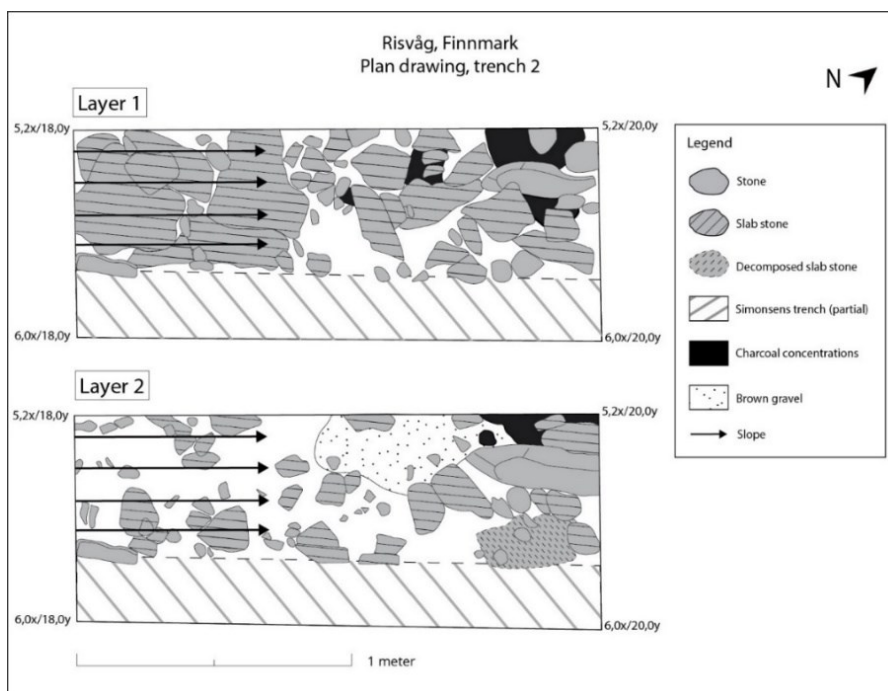 Risvåg, Finnmark
Plan drawing, trench 2
N
Layer 1
5,2x/18,0y
5,2x/20,0y
6,0x/18,0y
6,0x/20,0y
Legend
Stone
Slab stone
Decomposed slab stone
Simonsens trench (partial)
Charcoal concentrations
Brown gravel
Slope
Layer 2
5,2x/18,0y
5,2x/20,0y
6,0x/18,0y
6,0x/20,0y
1 meter